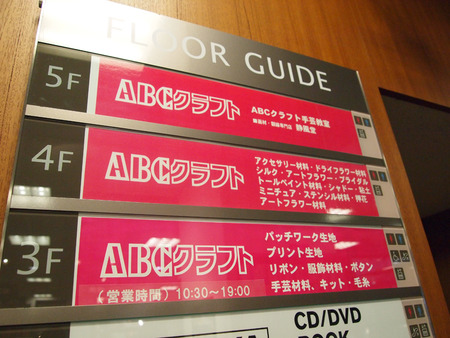 FLOOR GUIDE
5F
ABCクラフト
ABCクラフト手芸教室
静風堂
4F
ABCクラフト
アクセサリー材料・ドライフラワー材料
シルク・アートフラワー・ブライダル
トールペイント材料・シャドー・粘土
ミニチュア・ステンシル材料・押花
アートフラワー材料
3F
ABCクラフト
(営業時間) 10:30~19:00
パッチワーク生地
プリント生地
リボン・服飾材料・ボタン
手芸材料、キット・毛糸
CD/DVD
BOOK